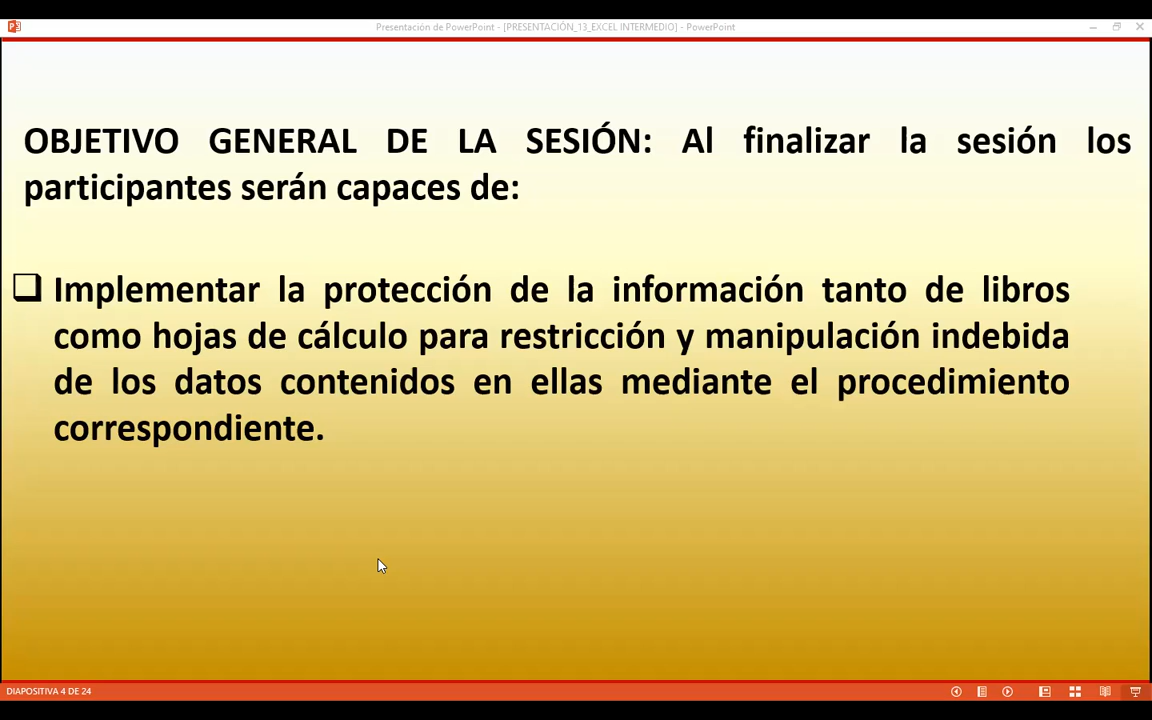 Presentación de PowerPoint - [PRESENTACIÓN_13_EXCEL INTERMEDIO] - PowerPoint
OBJETIVO GENERAL DE LA SESIÓN: Al finalizar la sesión los
participantes serán capaces de:
Implementar la protección de la información tanto de libros
como hojas de cálculo para restricción y manipulación indebida
de los datos contenidos en ellas mediante el procedimiento
correspondiente.
DIAPOSITIVA 4 DE 24